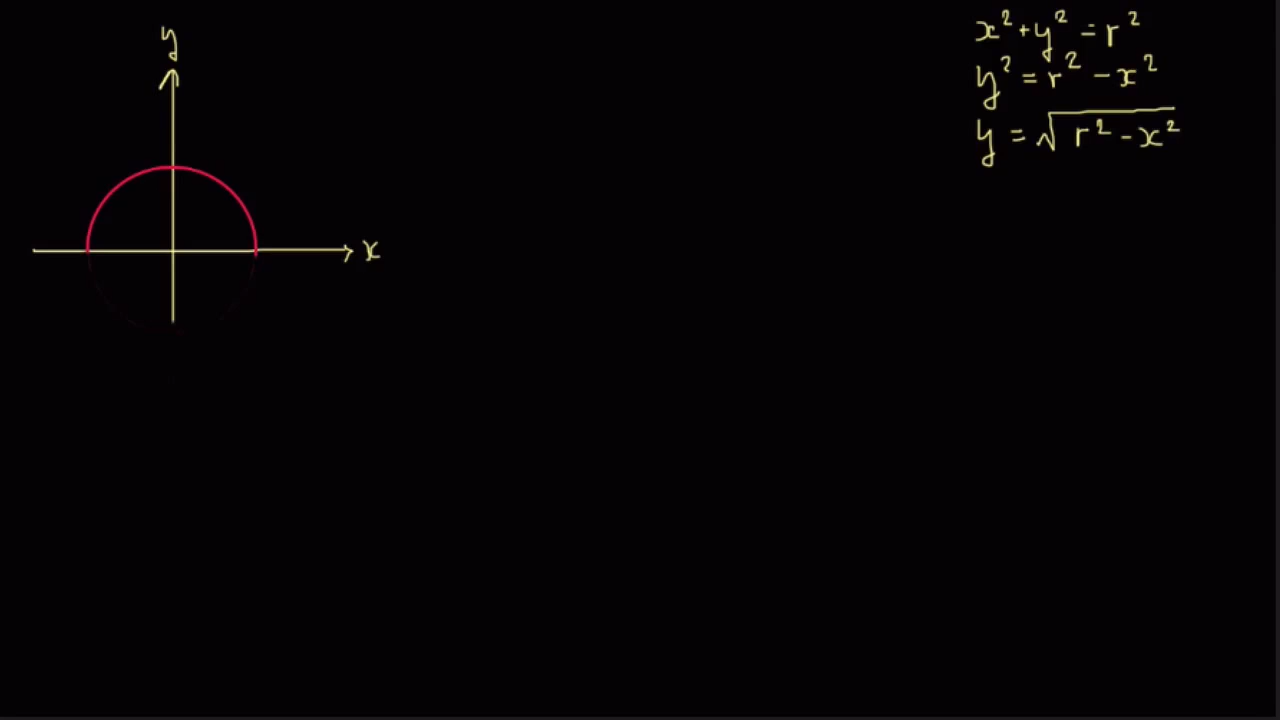 y
x² + y² = r²
y² = r² - x²
y = √(r² - x²)
x